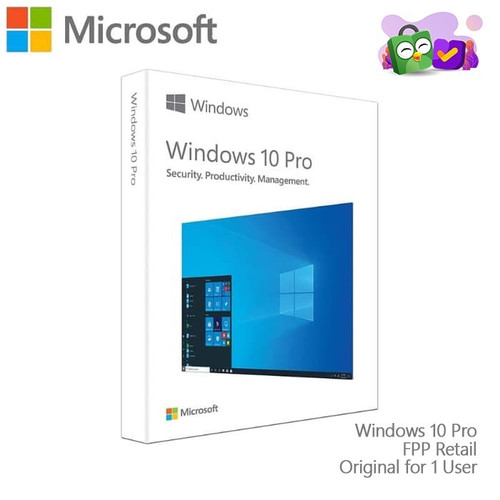 Microsoft
Windows
Windows 10 Pro
Security. Productivity. Management.
Windows 10 Pro
Microsoft
Windows 10 Pro
FPP Retail
Original for 1 User